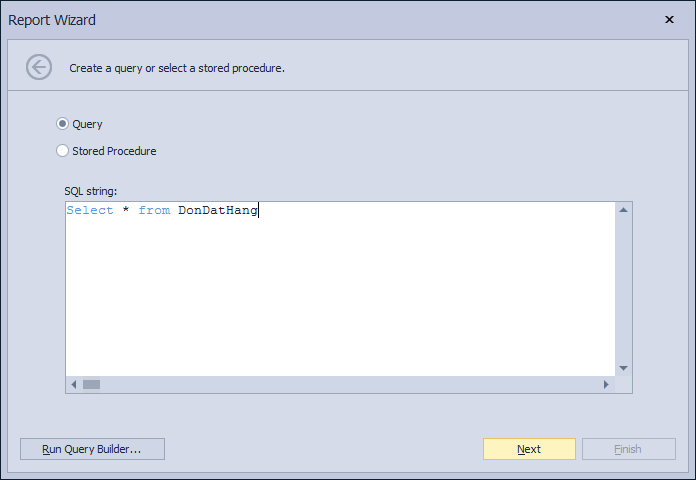 Report Wizard
Create a query or select a stored procedure.
Query
Stored Procedure
SQL string:
Select * from DonDatHang
Run Query Builder...
Next
Finish